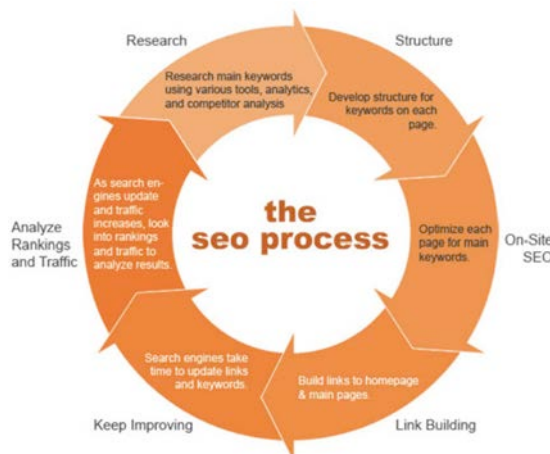 Research
Research main keywords
using various tools, analytics,
and competitor analysis
Structure
Develop structure for
keywords on each
page.
On-Site
SEO
Optimize each
page for main
keywords.
Link Building
Build links to homepage
& main pages.
Keep Improving
Search engines take
time to update links
and keywords.
Analyze
Rankings
and Traffic
As search en-
gines update
and traffic
increases, look
into rankings
and traffic to
analyze results.
the
seo process